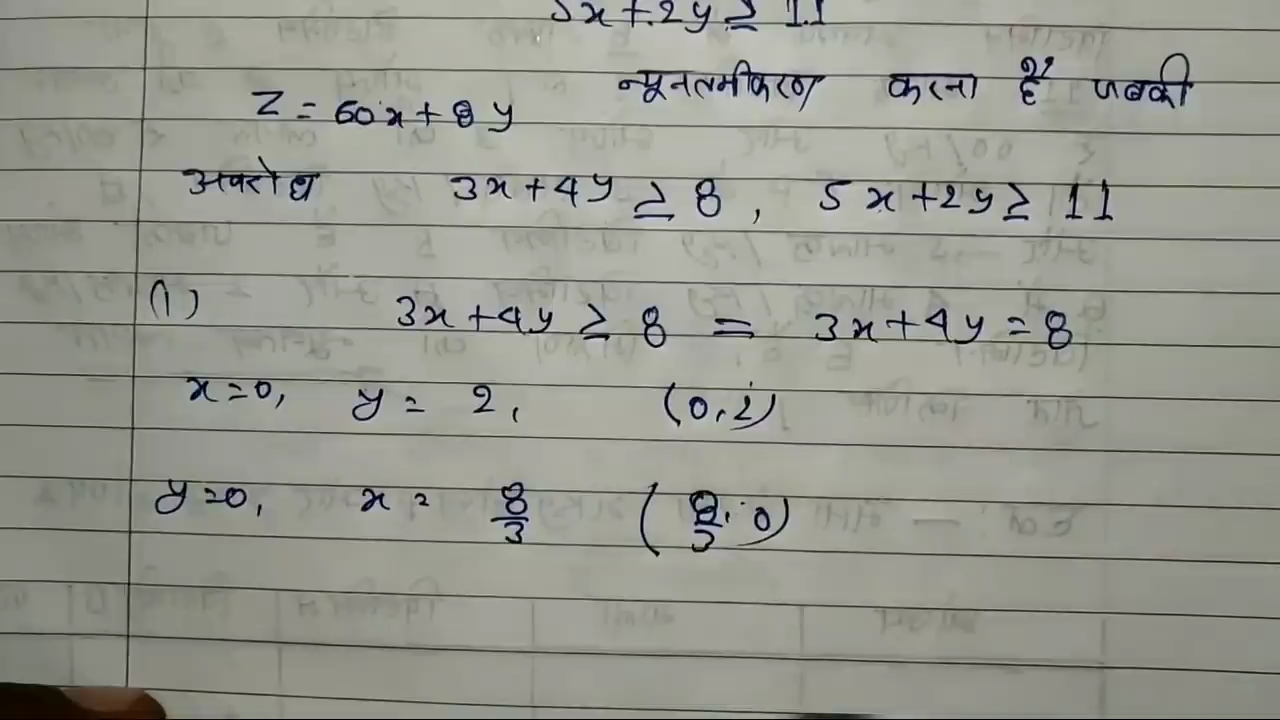 5x + 2y ≥ 11
न्यूनतमीकरण करना है जबकी
Z = 60x + 8y
अवरोध 3x + 4y ≥ 8, 5x + 2y ≥ 11
(1) 3x + 4y ≥ 8 = 3x + 4y = 8
x = 0, y = 2, (0, 2)
y = 0, x = 8/3 (8/3, 0)